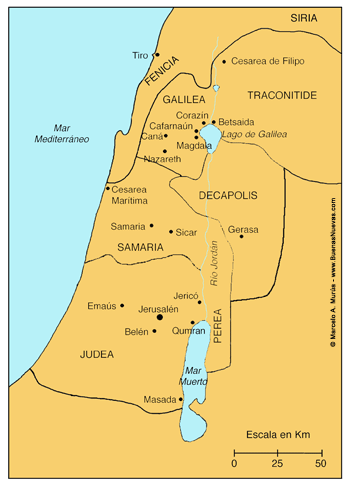 SIRIA
Tiro
FENICIA
Cesarea de Filipo
TRACONITIDE
GALILEA
Mar
Mediterráneo
Corazín
Betsaida
Cafarnaún
Lago de Galilea
Caná
Magdala
Nazareth
Cesarea
Marítima
DECAPOLIS
Samaria
Sicar
Gerasa
SAMARIA
Río Jordán
Jericó
Emaús
Jerusalén
Qumran
Belén
PEREA
JUDEA
Mar
Muerto
Masada
Escala en Km
0 25 50
© Marcelo A. Murúa - www.BuenasNuevas.com